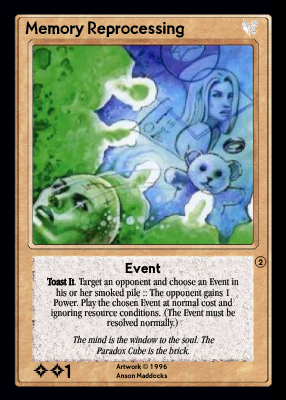 Memory Reprocessing
Event
2
Toast It. Target an opponent and choose an Event in
his or her smoked pile :: The opponent gains 1
Power. Play the chosen Event at normal cost and
ignoring resource conditions. (The Event must be
resolved normally.)
The mind is the window to the soul. The
Paradox Cube is the brick.
1
Artwork © 1996
Anson Maddocks